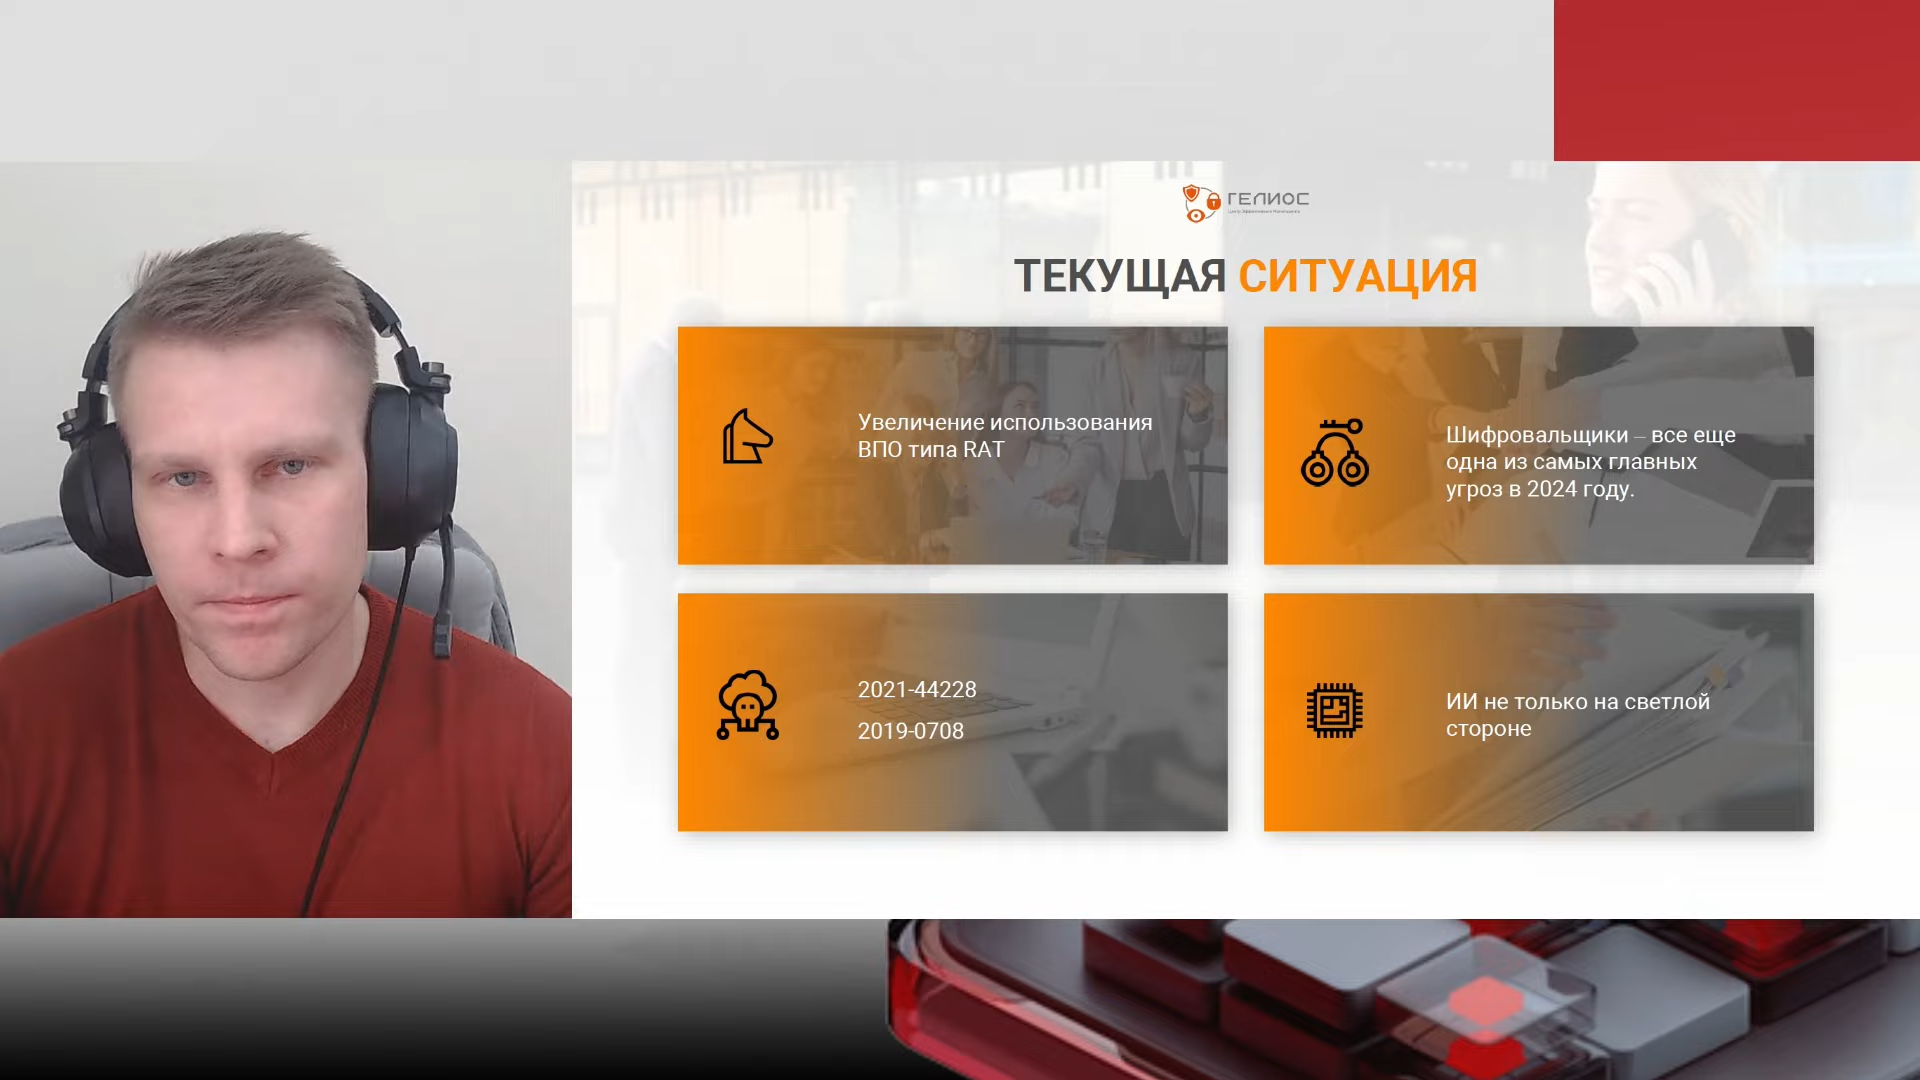 ГЕЛИОС
ТЕКУЩАЯ СИТУАЦИЯ
Увеличение использования
ВПО типа RAT
Шифровальщики – все еще
одна из самых главных
угроз в 2024 году.
2021-44228
2019-0708
ИИ не только на светлой
стороне